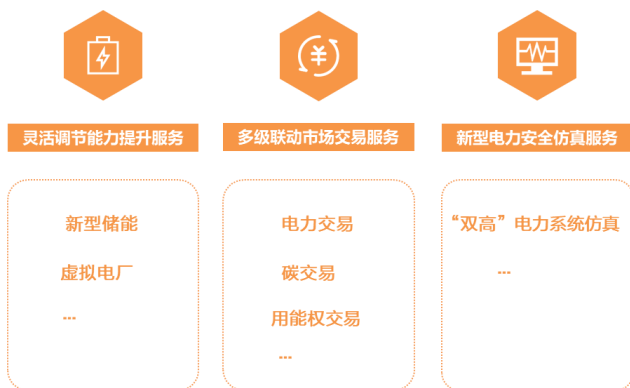 灵活调节能力提升服务
新型储能
虚拟电厂
...
¥
多级联动市场交易服务
电力交易
碳交易
用能权交易
...
新型电力安全仿真服务
“双高”电力系统仿真
...